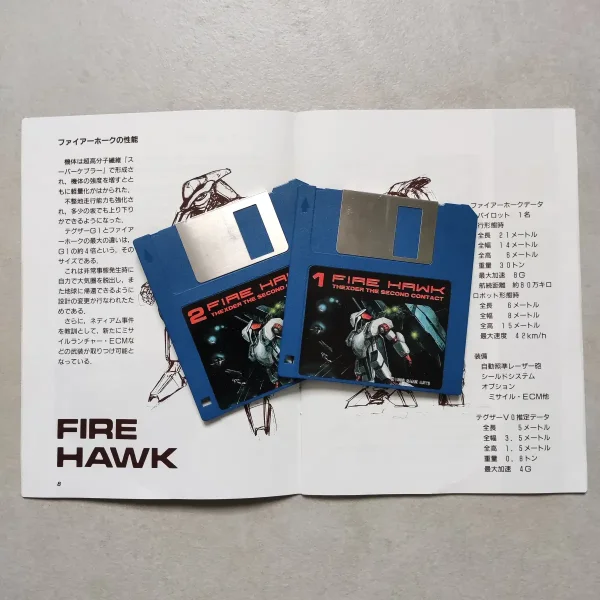 ファイアーホークの性能
機体は超高分子繊維「ス
ーパーケブラー」で形成さ
れ、機体の強度を増すとと
もに軽量化がはかられた。
不整地走行能力も強化さ
れ、多少の坂でも上り下り
ができるようになった。
テグザーG1とファイア
ーホークの最大の違いは、
G1の約4倍という、その
サイズである。
これは非常事態発生時に
自力で大気圏を脱出し、ま
た地球に帰還できるように
設計の変更が行なわれたた
めである。
さらに、ネディアム事件
を教訓として、新たにミサ
イルランチャー・ECMな
どの武装が取りつけ可能と
なっている。
FIRE
HAWK
8
2 FIRE HAWK
THEXDER THE SECOND CONTACT
1 FIRE HAWK
THEXDER THE SECOND CONTACT
ファイアーホークデータ
パイロット 1名
行形態時
全長 21メートル
全幅 14メートル
全高 6メートル
重量 30トン
最大加速 8G
航続距離 約80万キロ
ロボット形態時
全長 6メートル
全幅 8メートル
全高 15メートル
最大速度 42km/h
装備
自動照準レーザー砲
シールドシステム
オプション
ミサイル・ECM他
テグザーV0推定データ
全長 5メートル
全幅 3.5メートル
全高 1.5メートル
重量 0.8トン
最大加速 4G